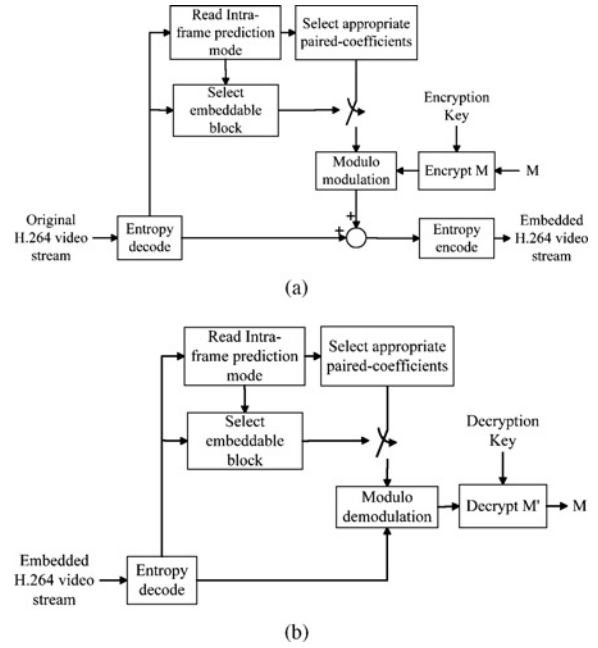 Read Intra-
frame prediction
mode
Select appropriate
paired-coefficients
Select
embeddable
block
Encryption
Key
Modulo
modulation
Encrypt M
M
Original
H.264 video
stream
Entropy
decode
+
+
Entropy
encode
Embedded
H.264 video
stream
(a)
Read Intra-
frame prediction
mode
Select appropriate
paired-coefficients
Select
embeddable
block
Decryption
Key
Modulo
demodulation
Decrypt M'
M
Embedded
H.264 video
stream
Entropy
decode
(b)